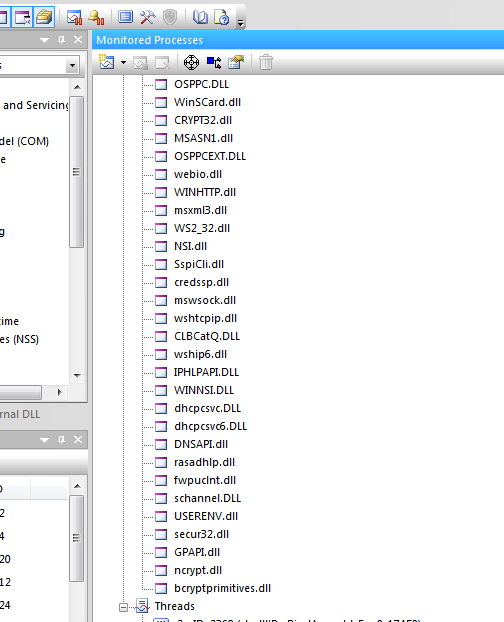 Monitored Processes
s
and Servicing
del (COM)
e
g
time
es (NSS)
rnal DLL
D
2
4
20
12
24
OSPPC.DLL
WinSCard.dll
CRYPT32.dll
MSASN1.dll
OSPPCEXT.DLL
webio.dll
WINHTTP.dll
msxml3.dll
WS2_32.dll
NSI.dll
SspiCli.dll
credssp.dll
mswsock.dll
wshtcpip.dll
CLBCatQ.DLL
wship6.dll
IPHLPAPI.DLL
WINNSI.DLL
dhcpcsvc.DLL
dhcpcsvc6.DLL
DNSAPI.dll
rasadhlp.dll
fwpuclnt.dll
schannel.DLL
USERENV.dll
secur32.dll
GPAPI.dll
ncrypt.dll
bcryptprimitives.dll
Threads